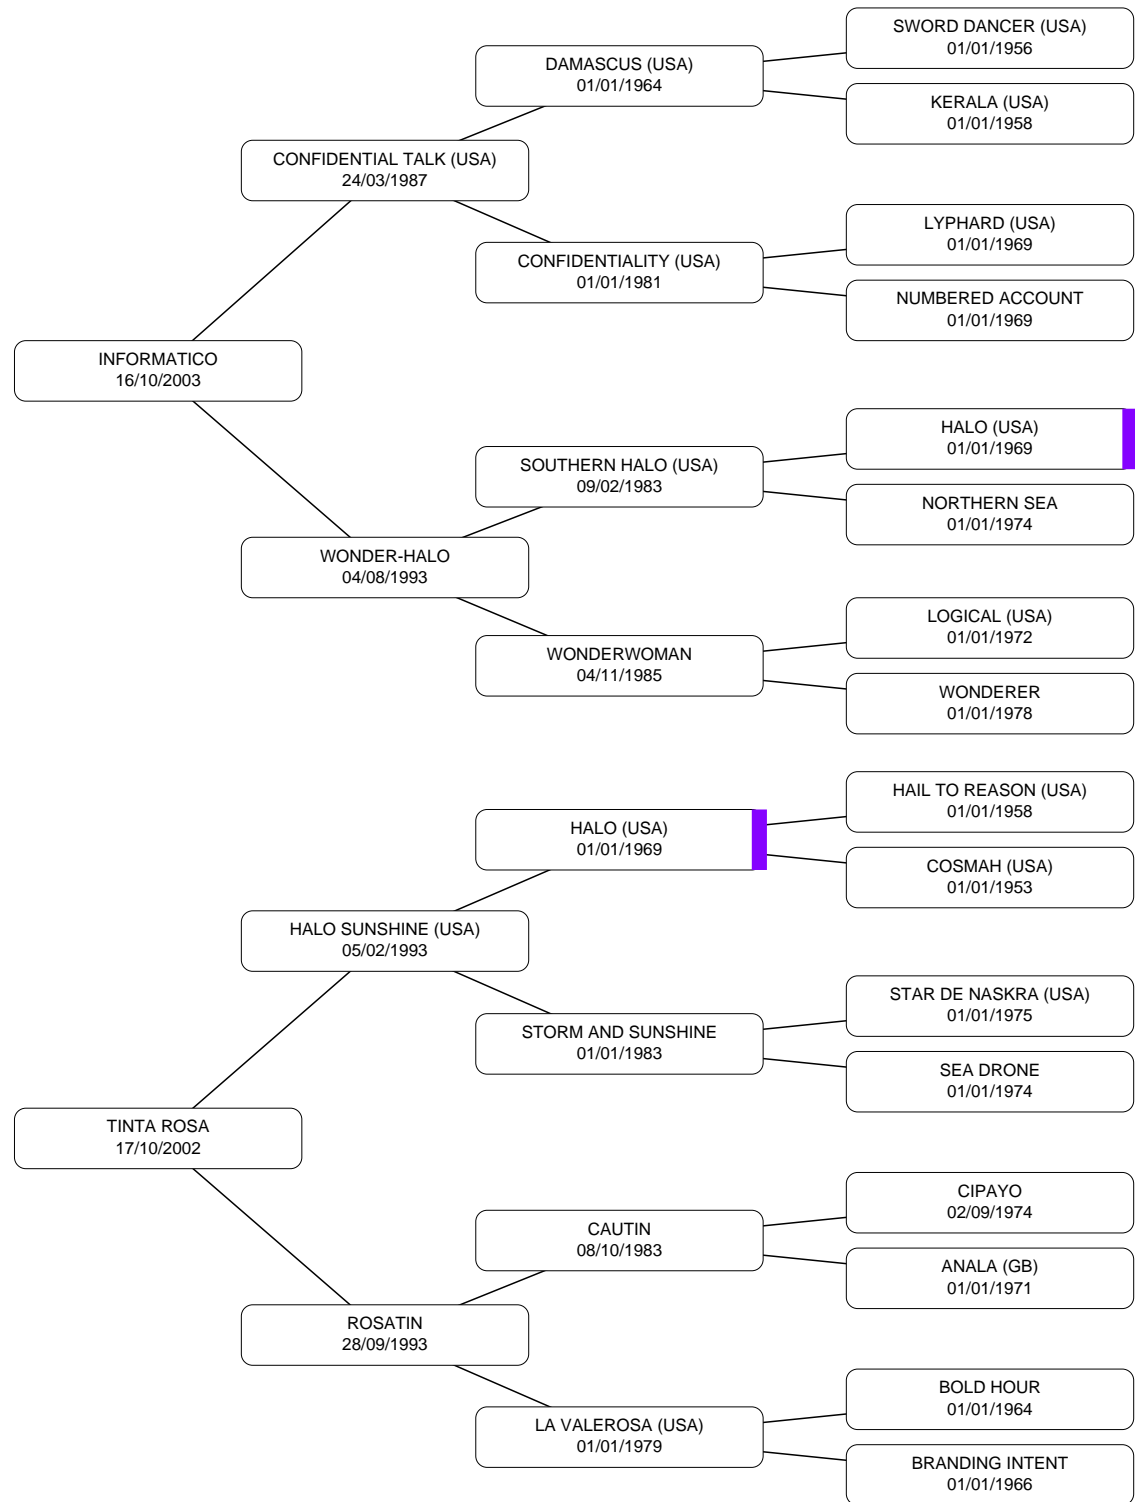 SWORD DANCER (USA)
01/01/1956
DAMASCUS (USA)
01/01/1964
KERALA (USA)
01/01/1958
CONFIDENTIAL TALK (USA)
24/03/1987
LYPHARD (USA)
01/01/1969
CONFIDENTIALITY (USA)
01/01/1981
NUMBERED ACCOUNT
01/01/1969
INFORMATICO
16/10/2003
HALO (USA)
01/01/1969
SOUTHERN HALO (USA)
09/02/1983
NORTHERN SEA
01/01/1974
WONDER-HALO
04/08/1993
LOGICAL (USA)
01/01/1972
WONDERWOMAN
04/11/1985
WONDERER
01/01/1978
HAIL TO REASON (USA)
01/01/1958
HALO (USA)
01/01/1969
COSMAH (USA)
01/01/1953
HALO SUNSHINE (USA)
05/02/1993
STAR DE NASKRA (USA)
01/01/1975
STORM AND SUNSHINE
01/01/1983
SEA DRONE
01/01/1974
TINTA ROSA
17/10/2002
CIPAYO
02/09/1974
CAUTIN
08/10/1983
ANALA (GB)
01/01/1971
ROSATIN
28/09/1993
BOLD HOUR
01/01/1964
LA VALEROSA (USA)
01/01/1979
BRANDING INTENT
01/01/1966